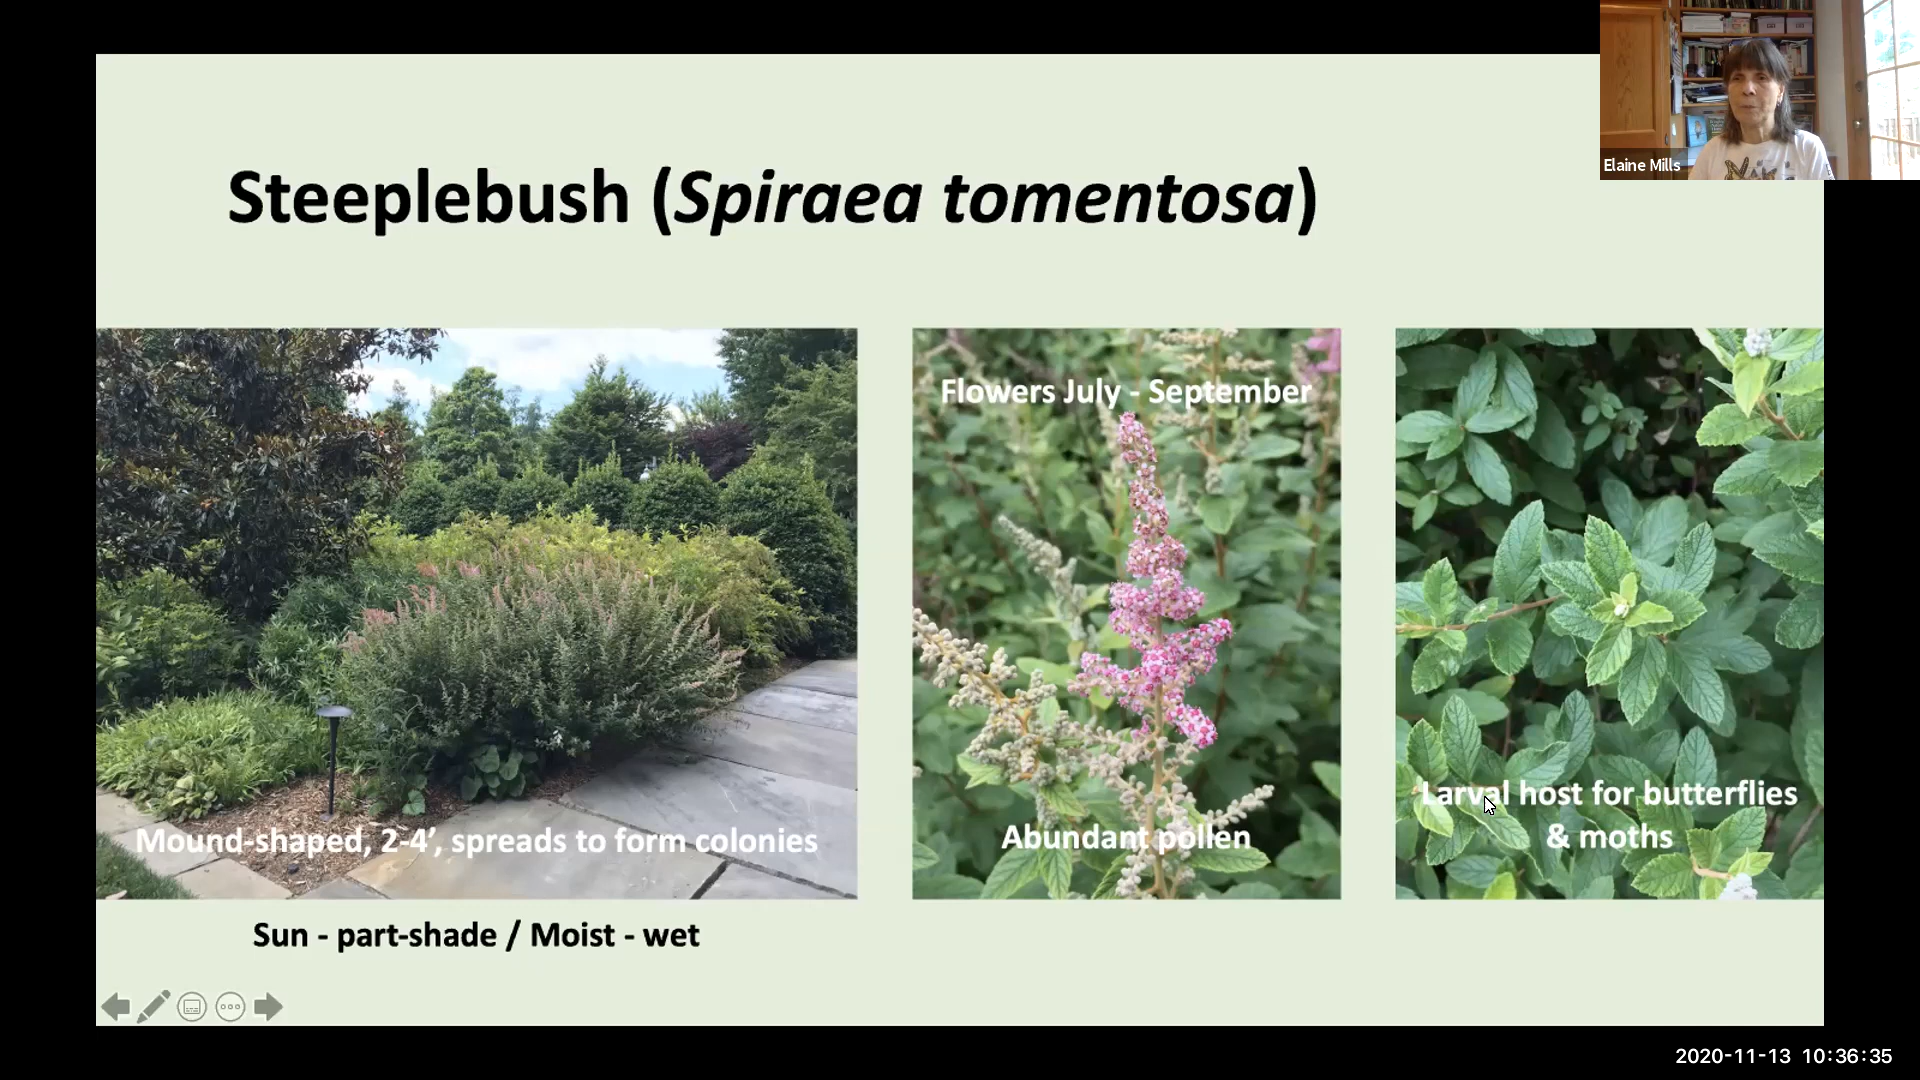 Elaine Mills
Steeplebush (Spiraea tomentosa)
Flowers July - September
Mound-shaped, 2-4’, spreads to form colonies
Abundant pollen
Larval host for butterflies
& moths
Sun - part-shade / Moist - wet
2020-11-13 10:36:35